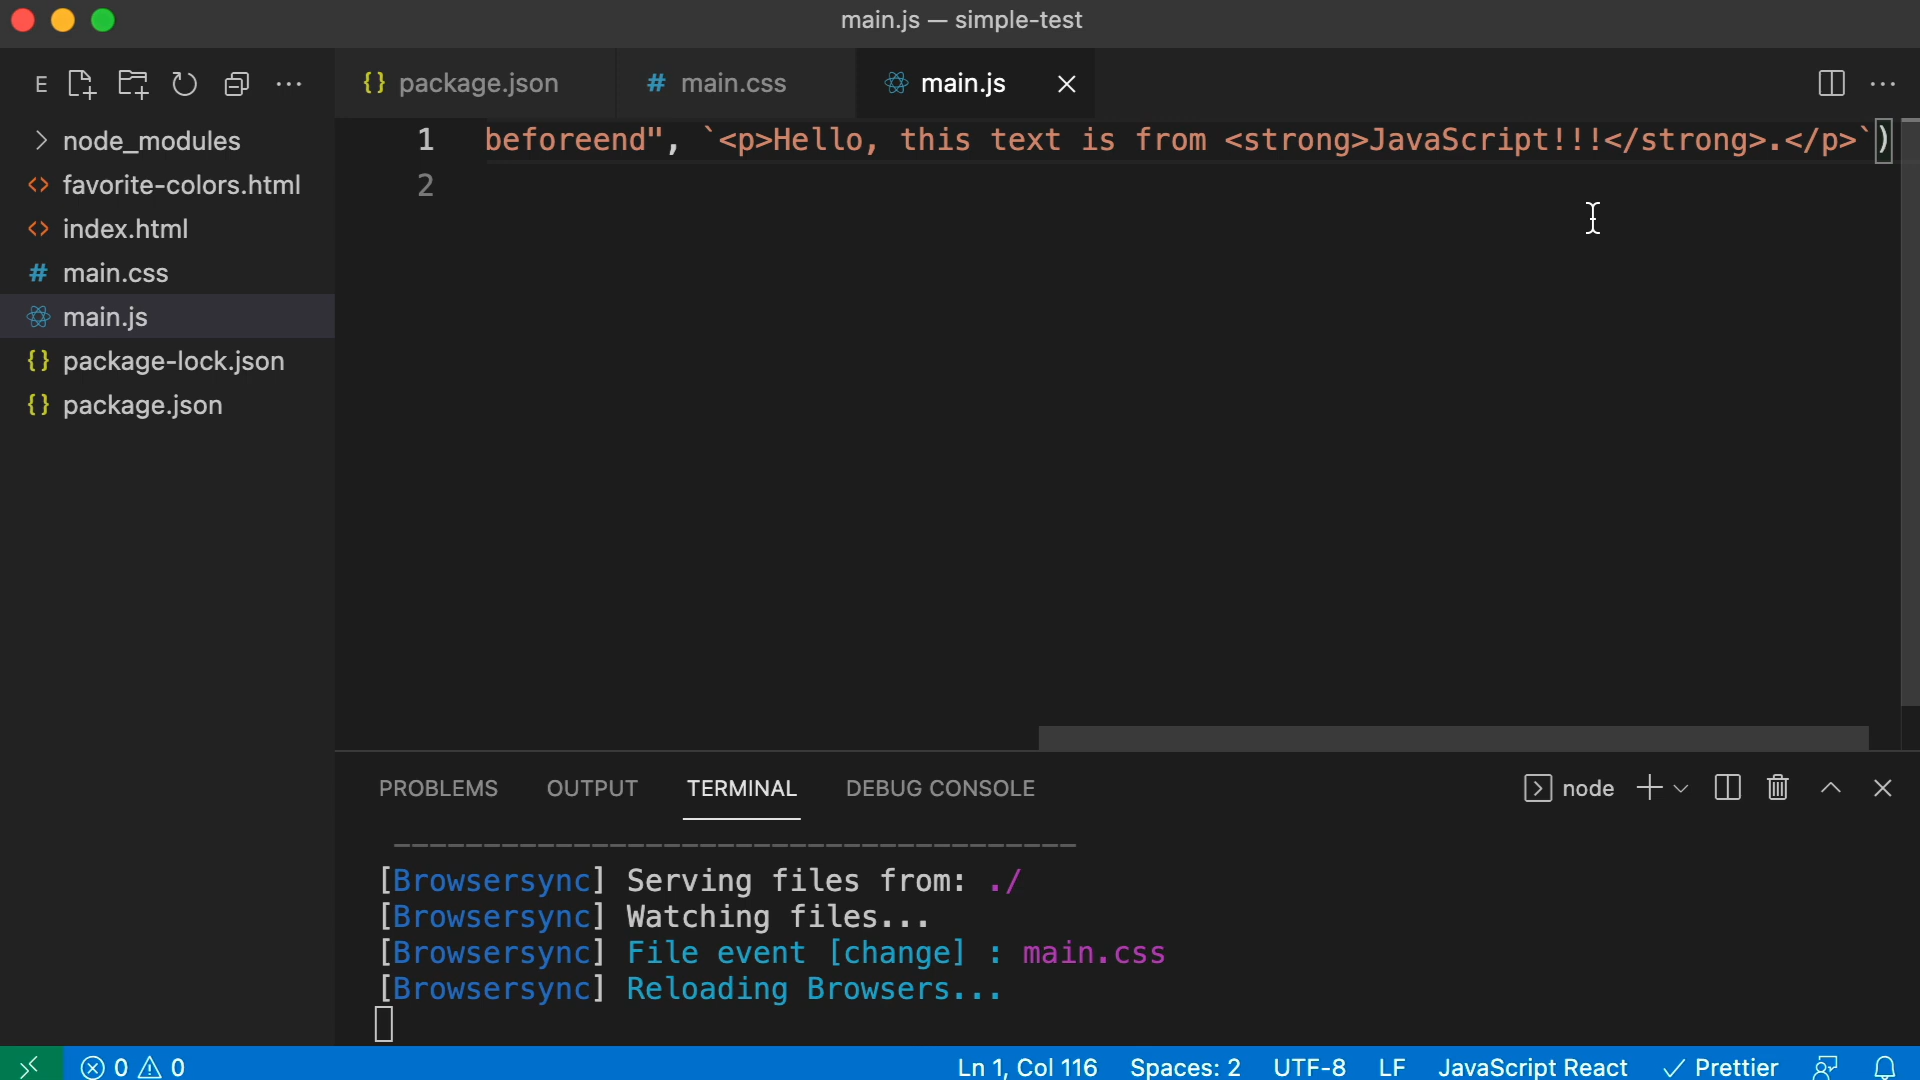 main.js — simple-test
E
{} package.json # main.css main.js
node_modules
<> favorite-colors.html
<> index.html
# main.css
main.js
{} package-lock.json
{} package.json
1 beforeend", `<p>Hello, this text is from <strong>JavaScript!!!</strong>.</p>`)
2
PROBLEMS OUTPUT TERMINAL DEBUG CONSOLE node
--------------------------------------
[Browsersync] Serving files from: ./
[Browsersync] Watching files...
[Browsersync] File event [change] : main.css
[Browsersync] Reloading Browsers...
0 0 Ln 1, Col 116 Spaces: 2 UTF-8 LF JavaScript React Prettier